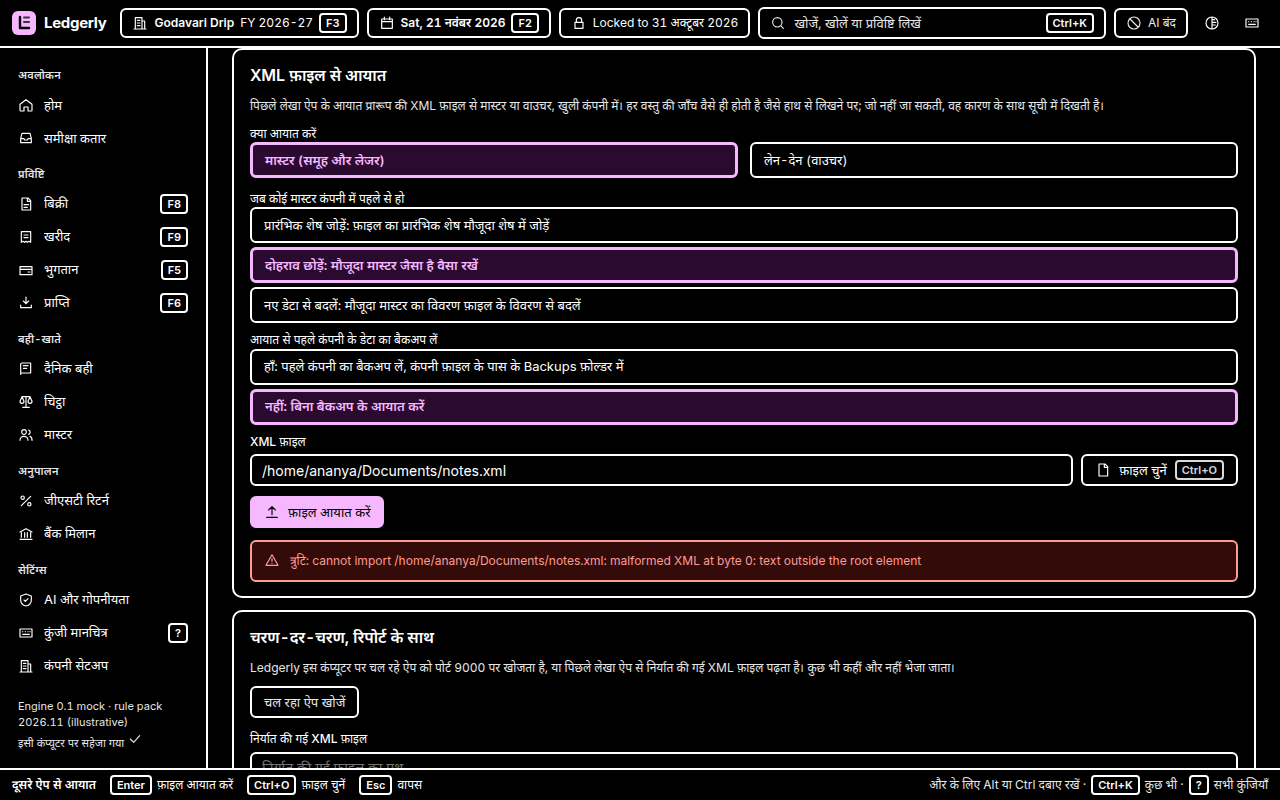 Ledgerly
Godavari Drip FY 2026-27 F3
Sat, 21 नवंबर 2026 F2
Locked to 31 अक्टूबर 2026
खोजें, खोलें या प्रविष्टि लिखें Ctrl+K
AI बंद
अवलोकन
होम
समीक्षा कतार
प्रविष्टि
बिक्री F8
खरीद F9
भुगतान F5
प्राप्ति F6
बही-खाते
दैनिक बही
चिट्ठा
मास्टर
अनुपालन
जीएसटी रिटर्न
बैंक मिलान
सेटिंग्स
AI और गोपनीयता
कुंजी मानचित्र ?
कंपनी सेटअप
Engine 0.1 mock · rule pack
2026.11 (illustrative)
इसी कंप्यूटर पर सहेजा गया
XML फ़ाइल से आयात
पिछले लेखा ऐप के आयात प्रारूप की XML फ़ाइल से मास्टर या वाउचर, खुली कंपनी में। हर वस्तु की जाँच वैसे ही होती है जैसे हाथ से लिखने पर; जो नहीं जा सकती, वह कारण के साथ सूची में दिखती है।
क्या आयात करें
मास्टर (समूह और लेजर)
लेन-देन (वाउचर)
जब कोई मास्टर कंपनी में पहले से हो
प्रारंभिक शेष जोड़ें: फ़ाइल का प्रारंभिक शेष मौजूदा शेष में जोड़ें
दोहराव छोड़ें: मौजूदा मास्टर जैसा है वैसा रखें
नए डेटा से बदलें: मौजूदा मास्टर का विवरण फ़ाइल के विवरण से बदलें
आयात से पहले कंपनी के डेटा का बैकअप लें
हाँ: पहले कंपनी का बैकअप लें, कंपनी फ़ाइल के पास के Backups फ़ोल्डर में
नहीं: बिना बैकअप के आयात करें
XML फ़ाइल
/home/ananya/Documents/notes.xml
फ़ाइल चुनें Ctrl+O
फ़ाइल आयात करें
त्रुटि: cannot import /home/ananya/Documents/notes.xml: malformed XML at byte 0: text outside the root element
चरण-दर-चरण, रिपोर्ट के साथ
Ledgerly इस कंप्यूटर पर चल रहे ऐप को पोर्ट 9000 पर खोजता है, या पिछले लेखा ऐप से निर्यात की गई XML फ़ाइल पढ़ता है। कुछ भी कहीं और नहीं भेजा जाता।
चल रहा ऐप खोजें
निर्यात की गई XML फ़ाइल
निर्यात की गई फ़ाइल का पथ
दूसरे ऐप से आयात Enter फ़ाइल आयात करें Ctrl+O फ़ाइल चुनें Esc वापस
और के लिए Alt या Ctrl दबाए रखें · Ctrl+K कुछ भी · ? सभी कुंजियाँ